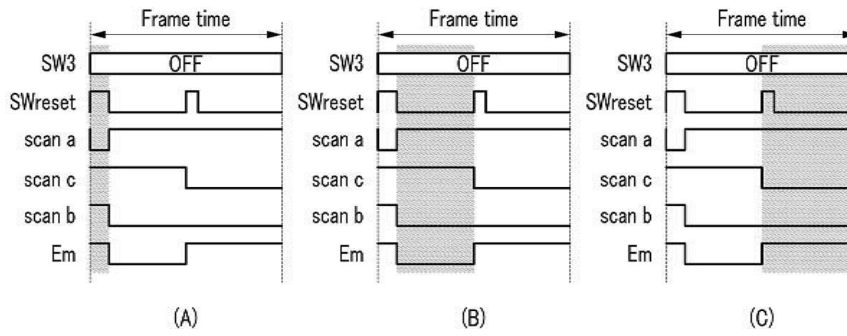 Frame time
SW3
OFF
SWreset
scan a
scan c
scan b
Em
(A)
Frame time
SW3
OFF
SWreset
scan a
scan c
scan b
Em
(B)
Frame time
SW3
OFF
SWreset
scan a
scan c
scan b
Em
(C)